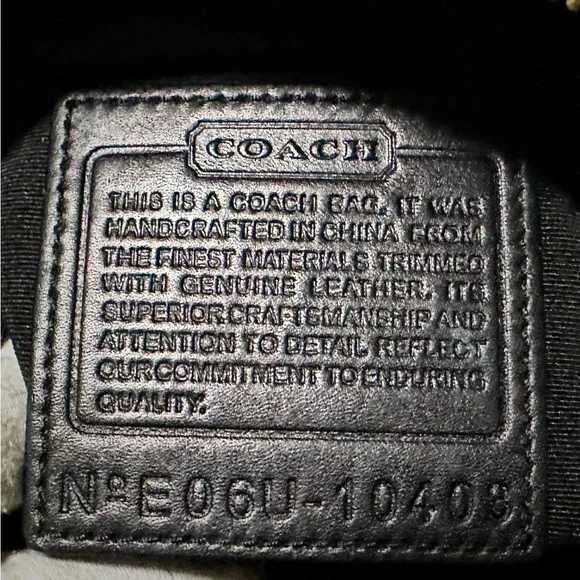 COACH
THIS IS A COACH BAG. IT WAS
HANDCRAFTED IN CHINA FROM
THE FINEST MATERIALS TRIMMED
WITH GENUINE LEATHER. ITS
SUPERIOR CRAFTSMANSHIP AND
ATTENTION TO DETAIL REFLECT
OUR COMMITMENT TO ENDURING
QUALITY.
Nº E06U-10408